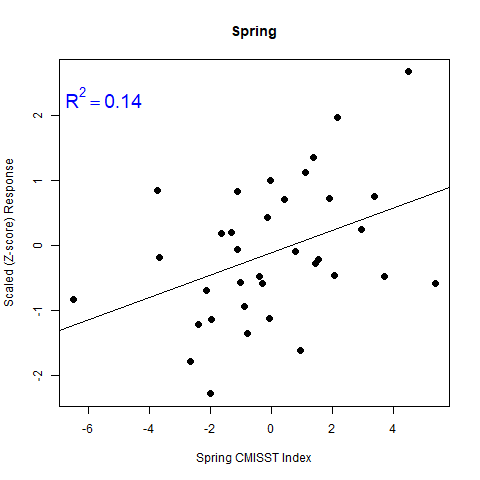 Spring
R² = 0.14
Scaled (Z-score) Response
2
1
0
-1
-2
-6 -4 -2 0 2 4
Spring CMISST Index